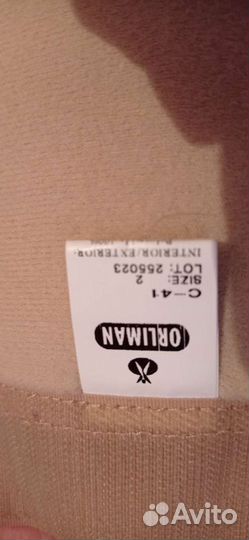 ORLIMAN
C-41
SIZE: 2
LOT: 255023
INTERIOR/EXTERIOR
Avito